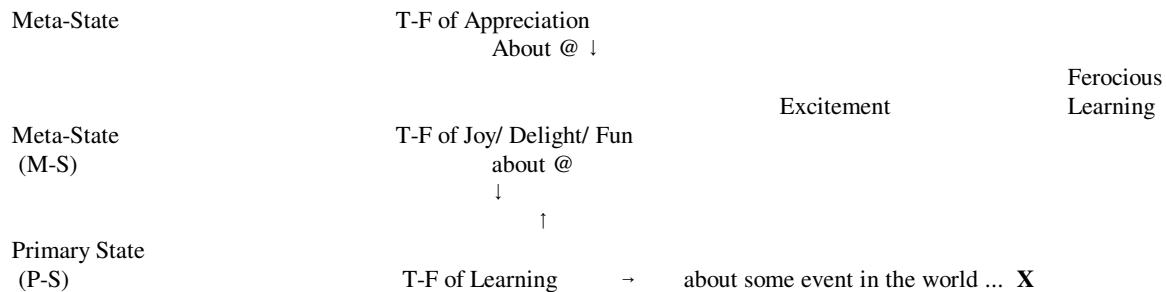 Meta-State T-F of Appreciation
About @ ↓
Ferocious
Excitement Learning
Meta-State T-F of Joy/ Delight/ Fun
(M-S) about @
↓
↑
Primary State
(P-S) T-F of Learning → about some event in the world ... X